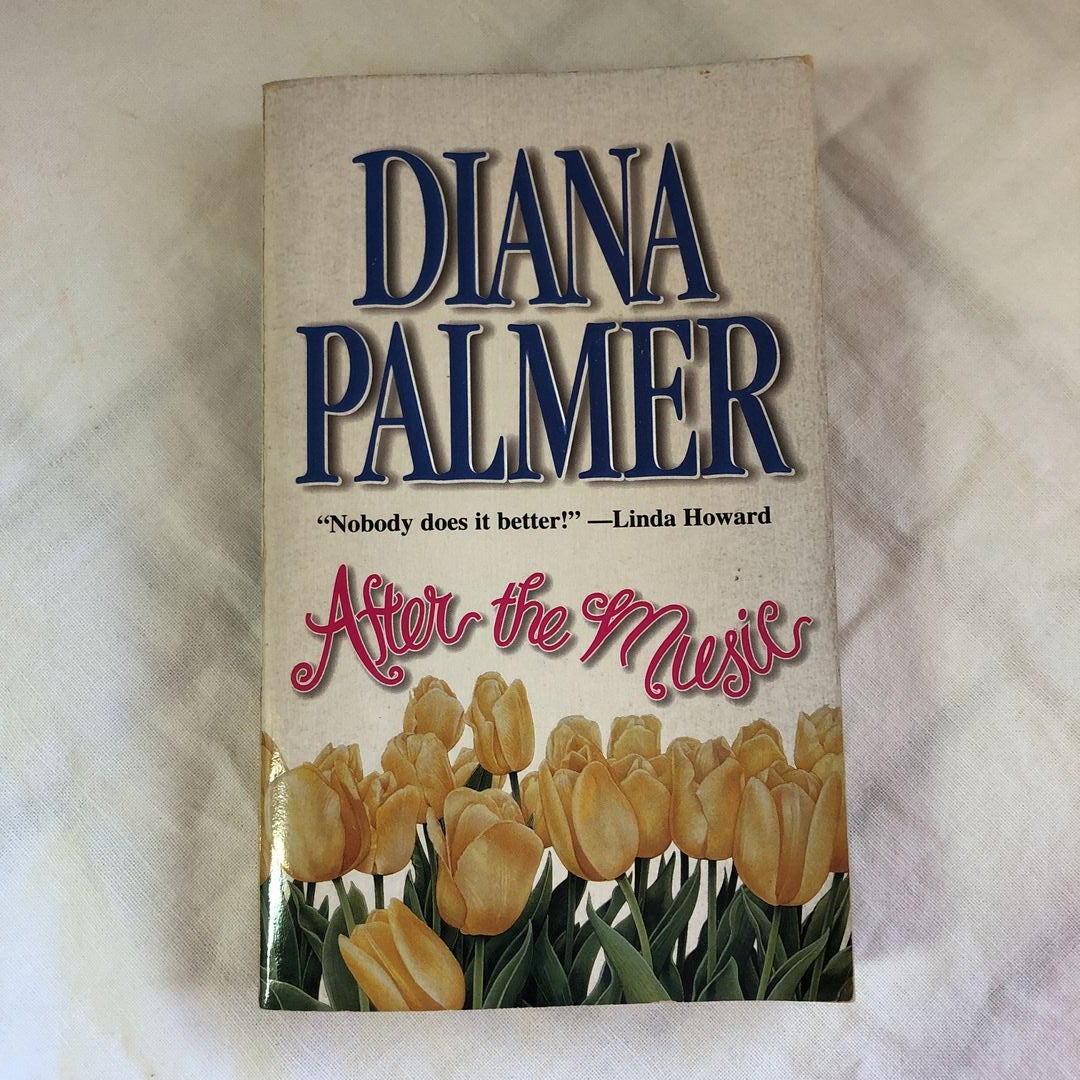 DIANA
PALMER
“Nobody does it better!” —Linda Howard
After the Music